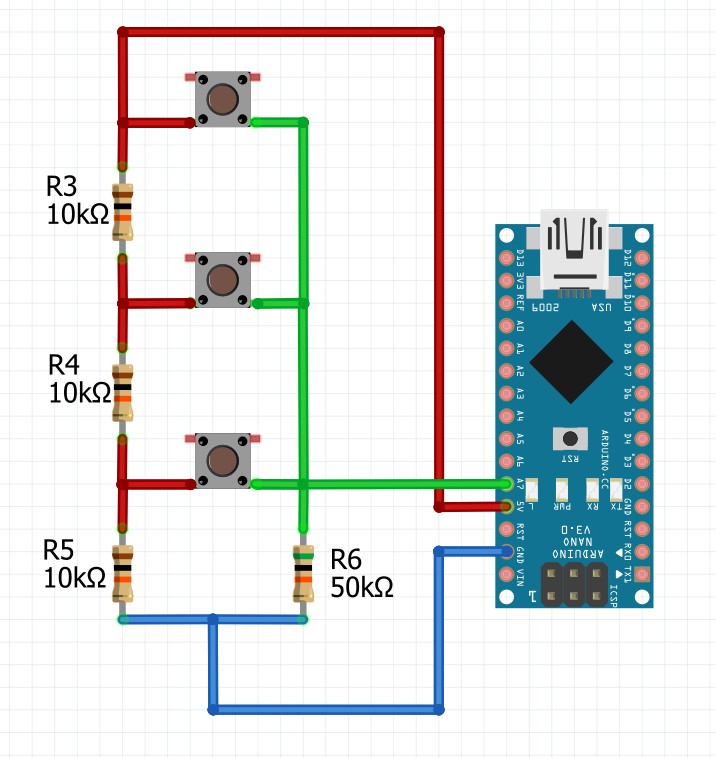 R3
10kΩ
R4
10kΩ
R5
10kΩ
R6
50kΩ
USA
2009
D13
3V3
REF
A0
A1
A2
A3
A4
A5
A6
A7
5V
RST
GND
VIN
D12
D11
D10
D9
D8
D7
D6
D5
D4
D3
D2
GND
RST
RX0
TX1
RST
ARDUINO.CC
L
PWR
RX
TX
ARDUINO
NANO
V3.0
ICSP
1